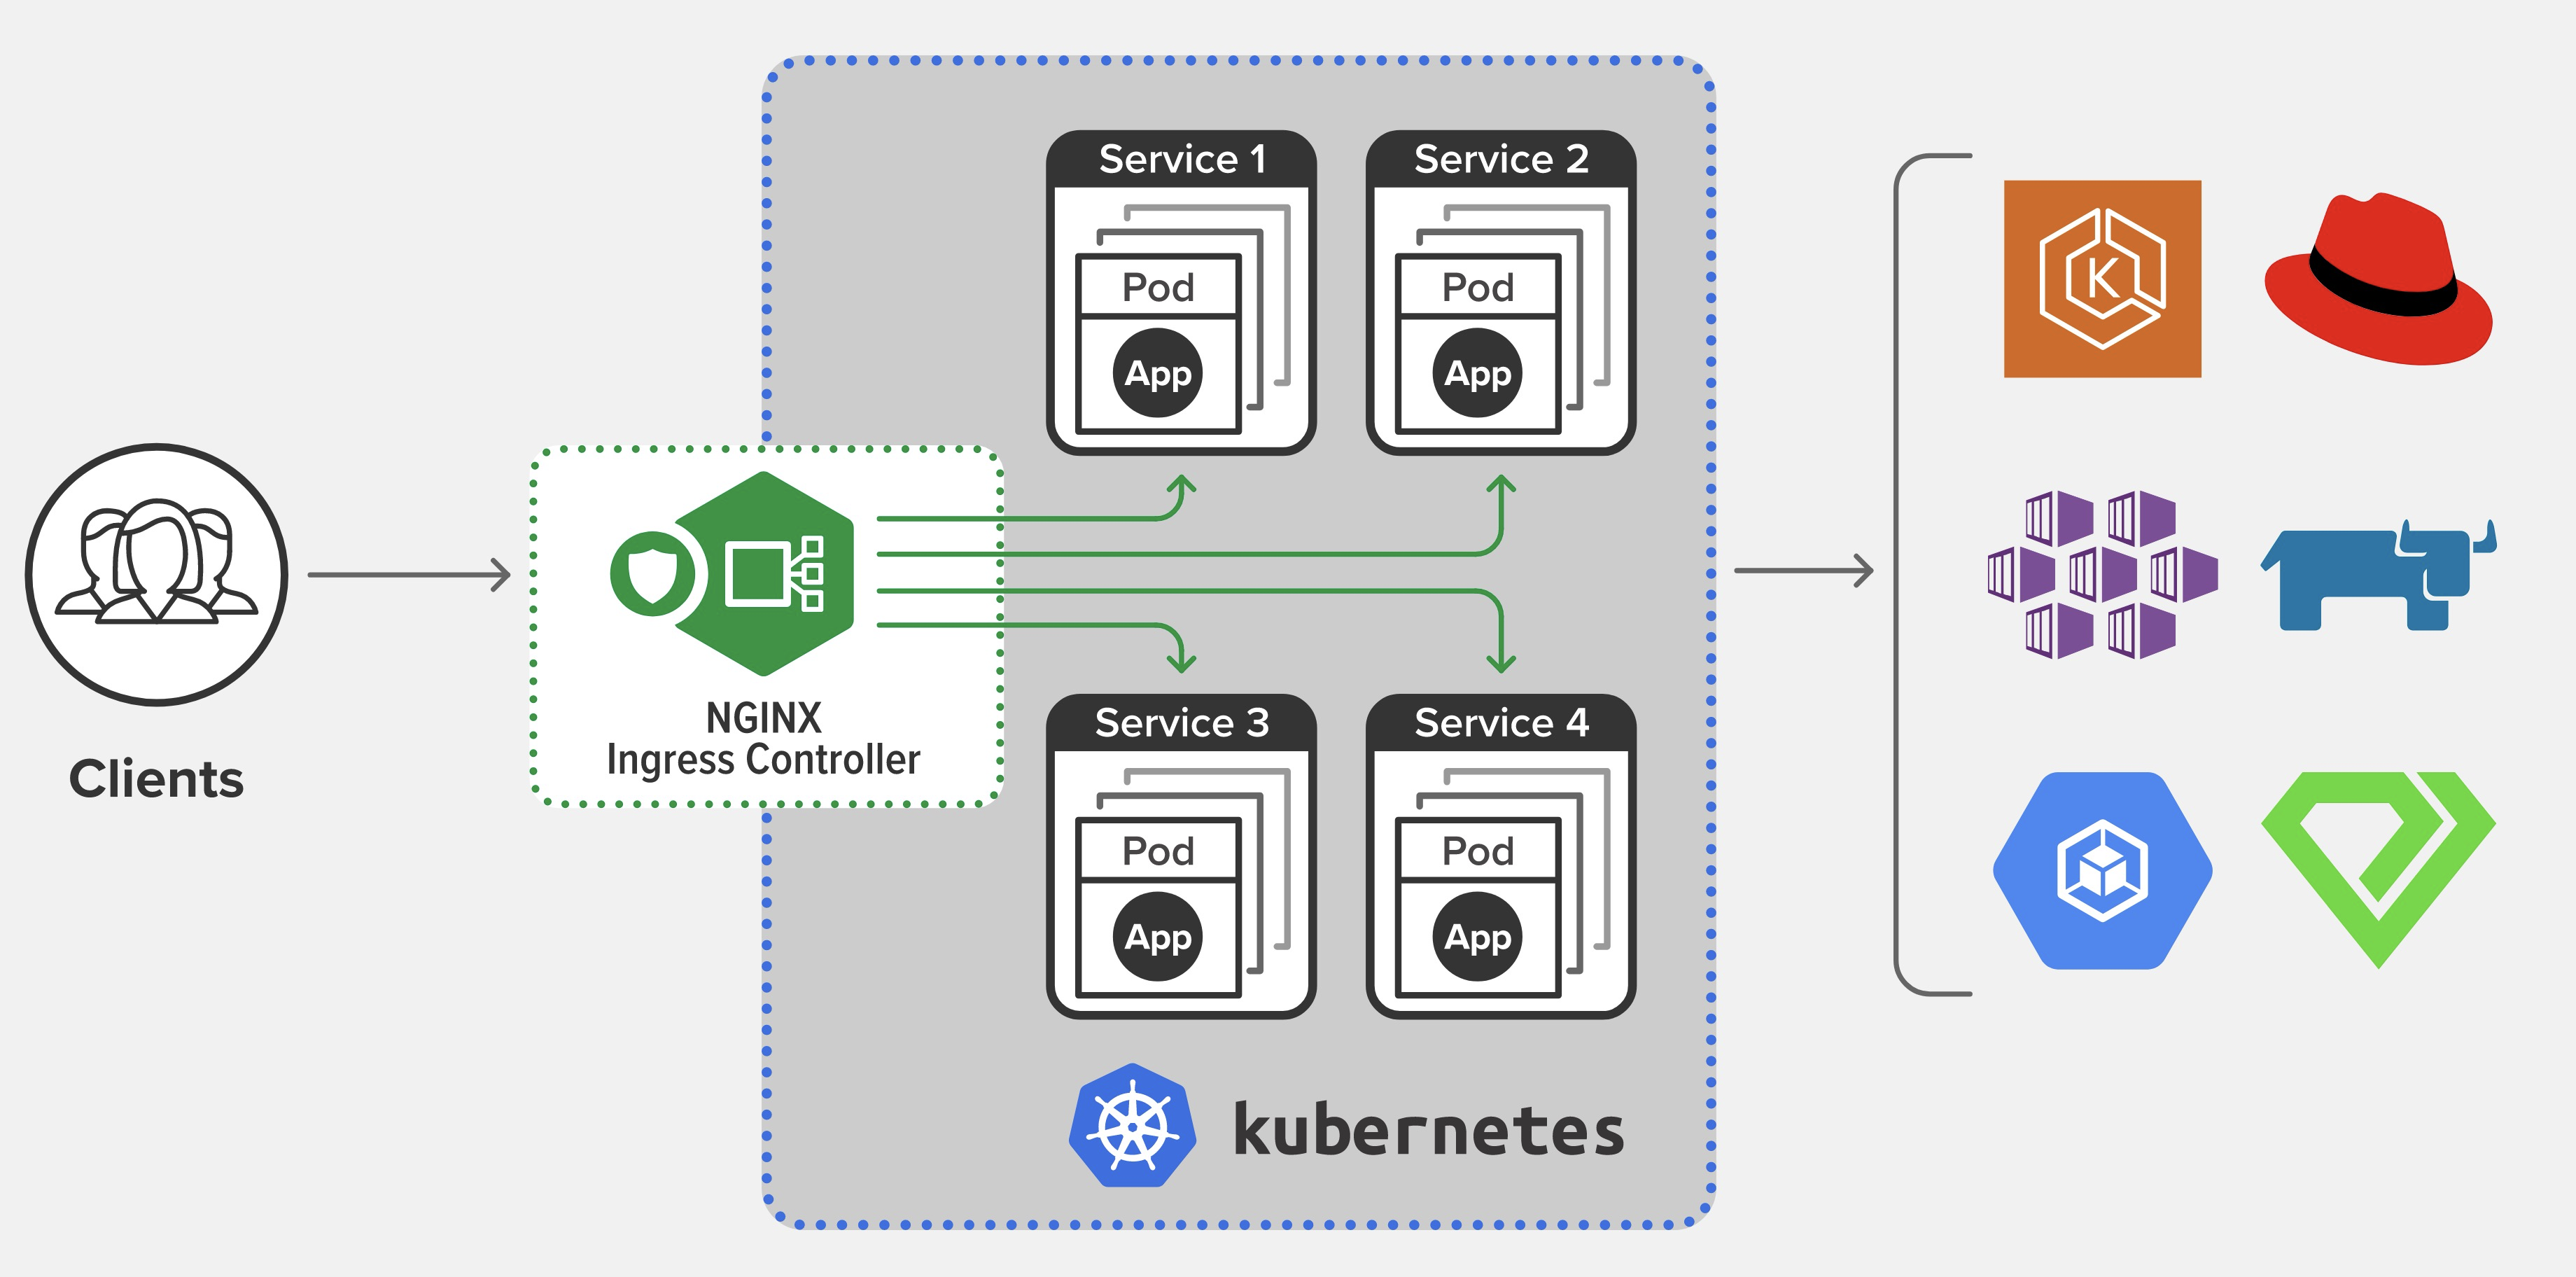 Clients
NGINX
Ingress Controller
Service 1
Pod
App
Service 2
Pod
App
Service 3
Pod
App
Service 4
Pod
App
kubernetes
K